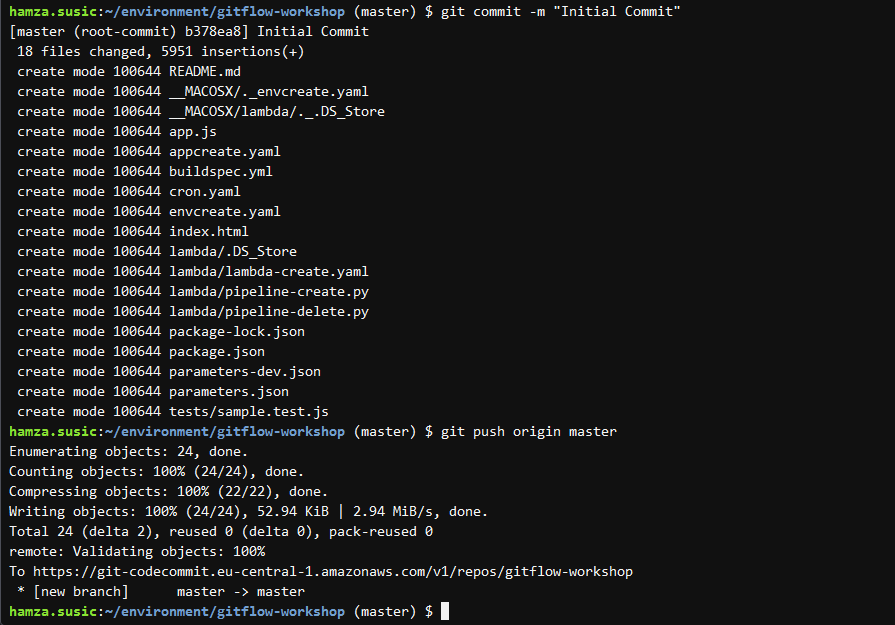 hamza.susic:~/environment/gitflow-workshop (master) $ git commit -m "Initial Commit"
[master (root-commit) b378ea8] Initial Commit
 18 files changed, 5951 insertions(+)
 create mode 100644 README.md
 create mode 100644 __MACOSX/._envcreate.yaml
 create mode 100644 __MACOSX/lambda/._.DS_Store
 create mode 100644 app.js
 create mode 100644 appcreate.yaml
 create mode 100644 buildspec.yml
 create mode 100644 cron.yaml
 create mode 100644 envcreate.yaml
 create mode 100644 index.html
 create mode 100644 lambda/.DS_Store
 create mode 100644 lambda/lambda-create.yaml
 create mode 100644 lambda/pipeline-create.py
 create mode 100644 lambda/pipeline-delete.py
 create mode 100644 package-lock.json
 create mode 100644 package.json
 create mode 100644 parameters-dev.json
 create mode 100644 parameters.json
 create mode 100644 tests/sample.test.js
hamza.susic:~/environment/gitflow-workshop (master) $ git push origin master
Enumerating objects: 24, done.
Counting objects: 100% (24/24), done.
Compressing objects: 100% (22/22), done.
Writing objects: 100% (24/24), 52.94 KiB | 2.94 MiB/s, done.
Total 24 (delta 2), reused 0 (delta 0), pack-reused 0
remote: Validating objects: 100%
To https://git-codecommit.eu-central-1.amazonaws.com/v1/repos/gitflow-workshop
 * [new branch]      master -> master
hamza.susic:~/environment/gitflow-workshop (master) $